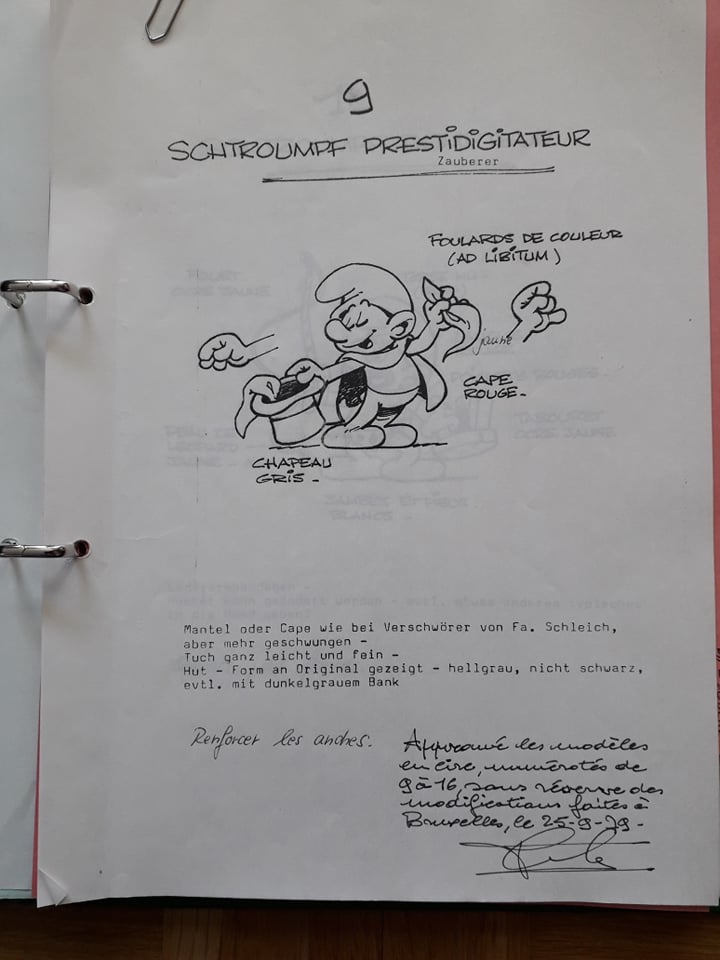 9
SCHTROUMPF PRESTIDIGITATEUR
Zauberer
FOULARDS DE COULEUR
(AD LIBITUM)
jaune
CAPE
ROUGE -
CHAPEAU
GRIS -
Mantel oder Cape wie bei Verschwörer von Fa. Schleich,
aber mehr geschwungen -
Tuch ganz leicht und fein -
Hut - Form an Original gezeigt - hellgrau, nicht schwarz,
evtl. mit dunkelgrauem Bank
Renforcer les anches.
Approuvé les modèles
en cire, numérotés de
9 à 16, sous réserve des
modifications faites à
Bruxelles, le 25-9-79 -